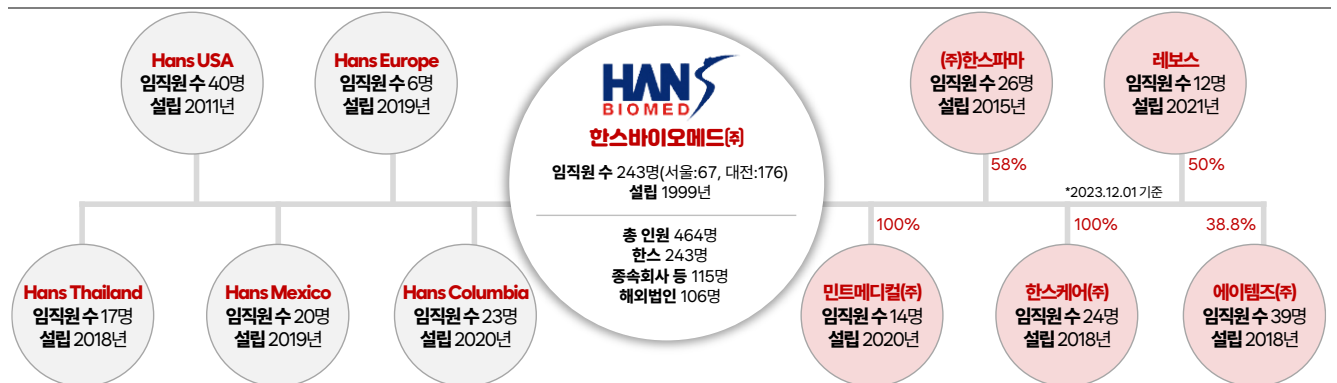 Hans USA
임직원 수 40명
설립 2011년
Hans Europe
임직원 수 6명
설립 2019년
HANS
BIOMED
한스바이오메드(주)
임직원 수 243명(서울:67, 대전:176)
설립 1999년
총 인원 464명
한스 243명
종속회사 등 115명
해외법인 106명
(주)한스파마
임직원 수 26명
설립 2015년
58%
레보스
임직원 수 12명
설립 2021년
50%
*2023.12.01 기준
Hans Thailand
임직원 수 17명
설립 2018년
Hans Mexico
임직원 수 20명
설립 2019년
Hans Columbia
임직원 수 23명
설립 2020년
100%
민트메디컬(주)
임직원 수 14명
설립 2020년
100%
한스케어(주)
임직원 수 24명
설립 2018년
38.8%
에이템즈(주)
임직원 수 39명
설립 2018년